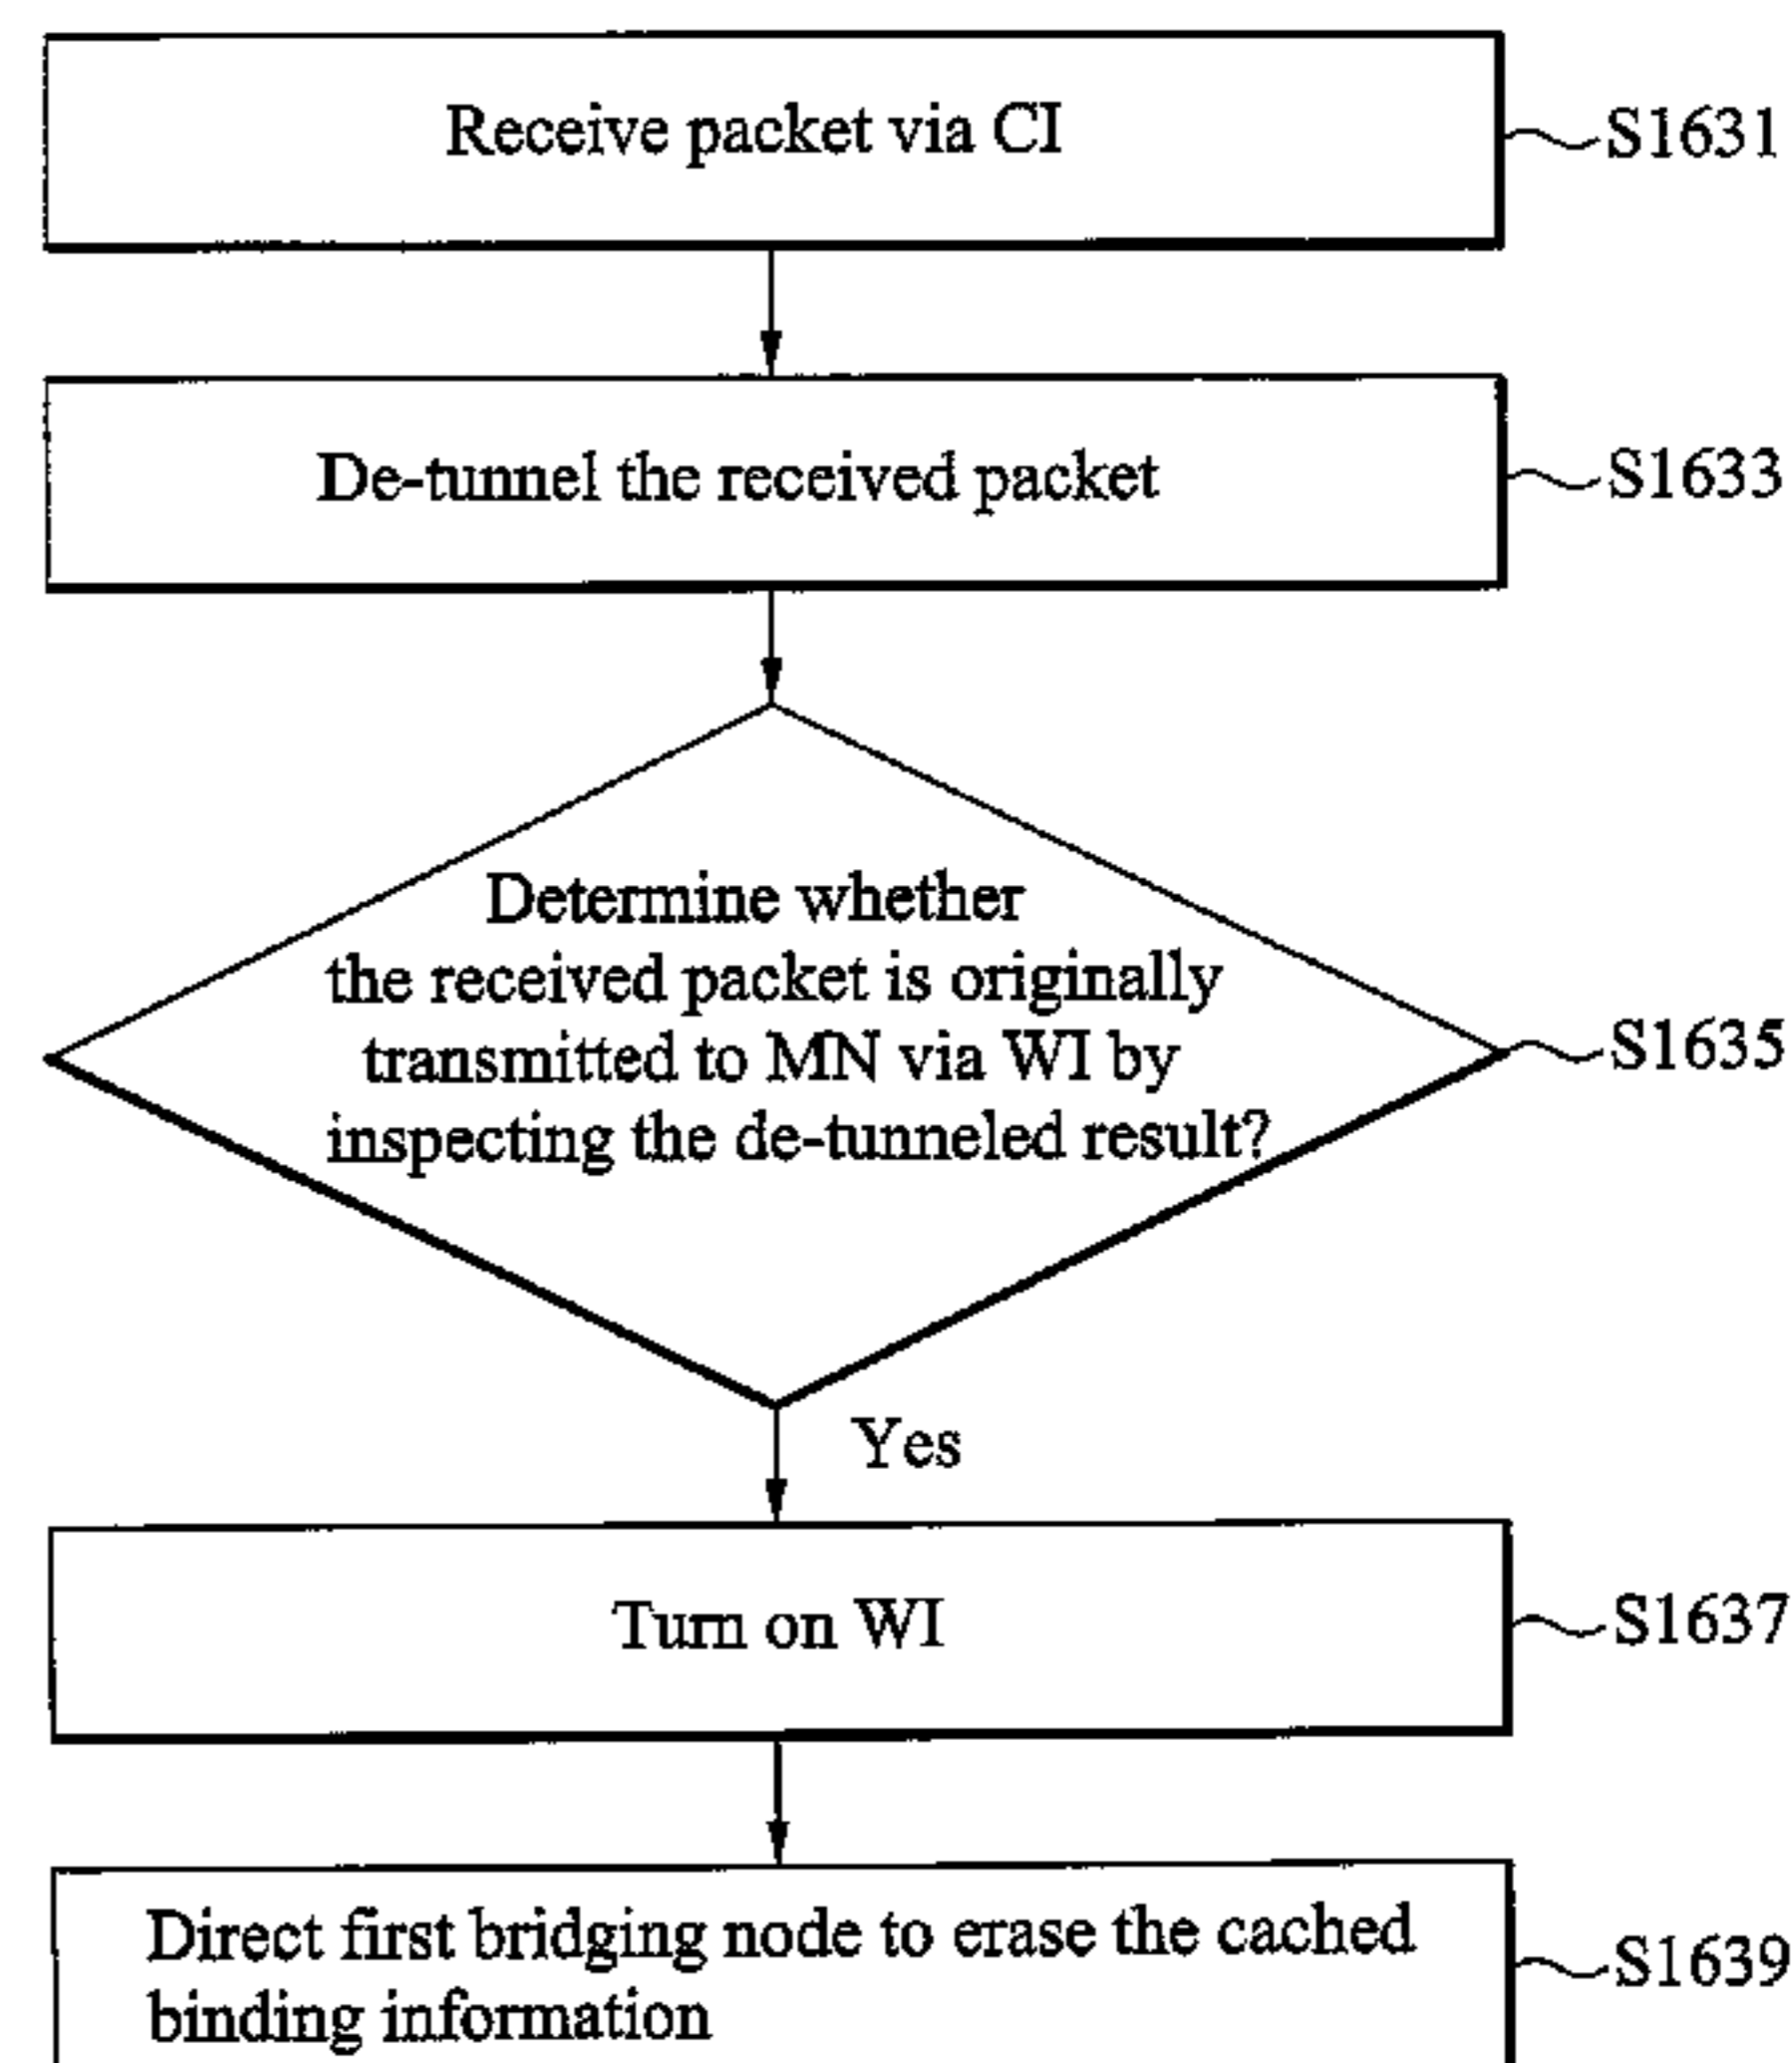 Receive packet via CI
S1631
De-tunnel the received packet
S1633
Determine whether
the received packet is originally
transmitted to MN via WI by
inspecting the de-tunneled result?
S1635
Yes
Turn on WI
S1637
Direct first bridging node to erase the cached
binding information
S1639